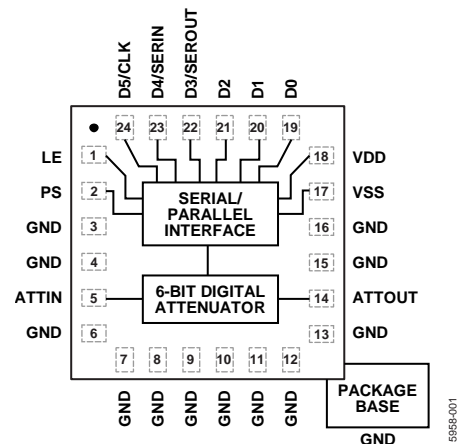 D5/CLK
D4/SERIN
D3/SEROUT
D2
D1
D0
24
23
22
21
20
19
LE 1
18 VDD
PS 2
17 VSS
GND 3
16 GND
GND 4
15 GND
ATTIN 5
14 ATTOUT
GND 6
13 GND
SERIAL/
PARALLEL
INTERFACE
6-BIT DIGITAL
ATTENUATOR
7
8
9
10
11
12
GND
GND
GND
GND
GND
GND
PACKAGE
BASE
GND
5958-001